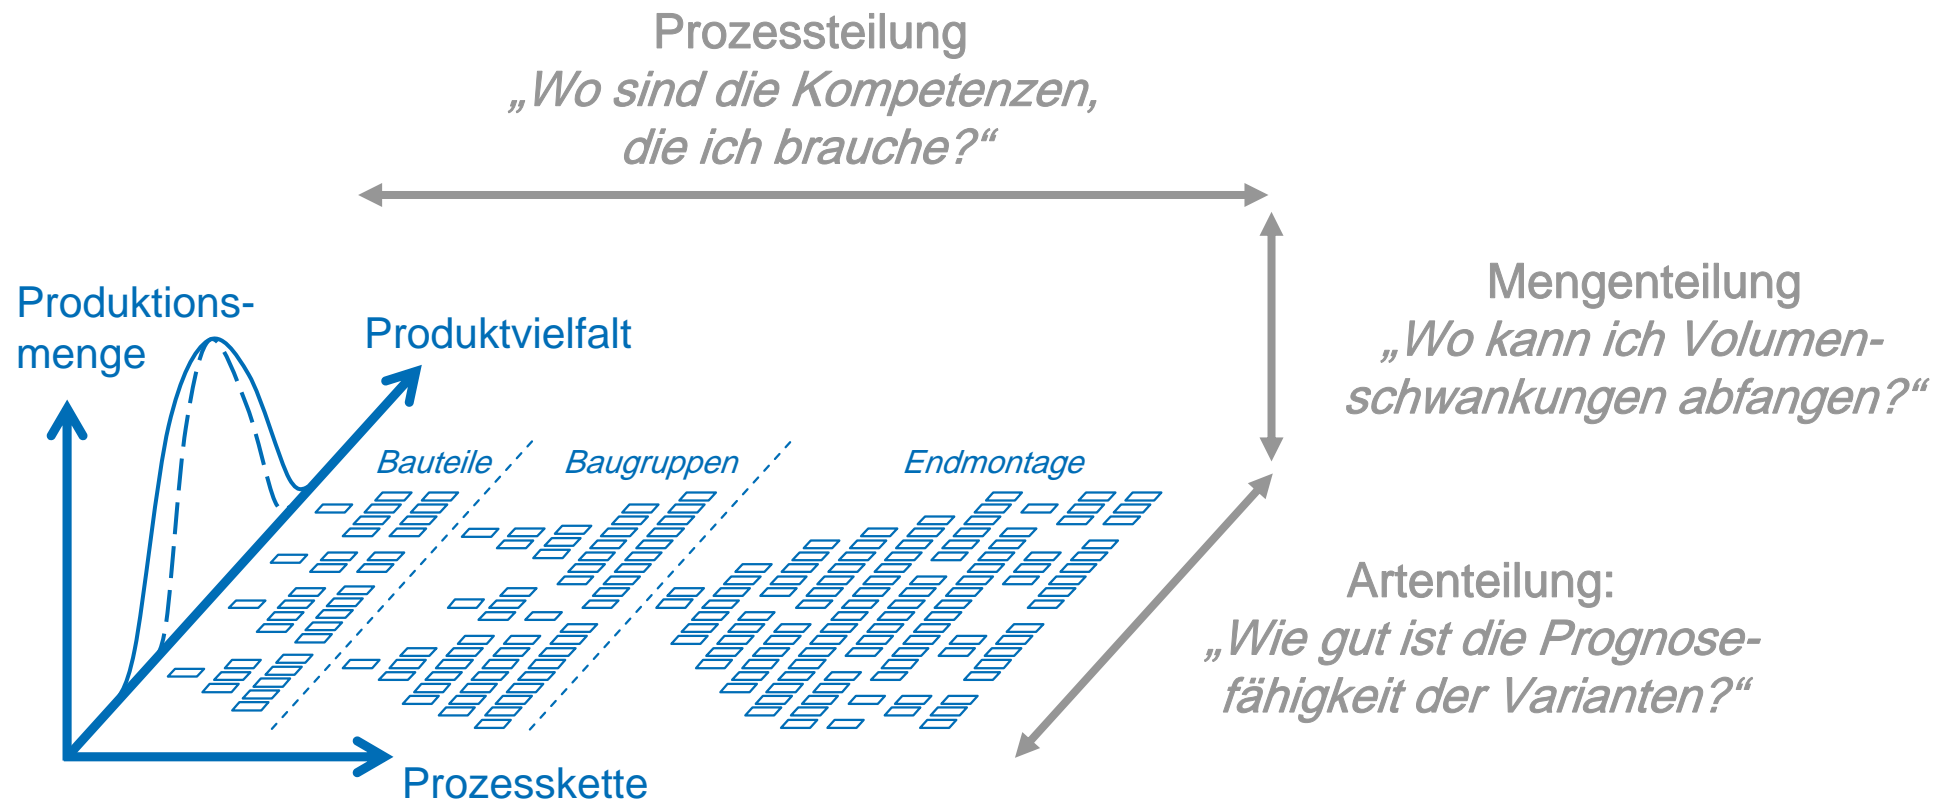 Prozessteilung
„Wo sind die Kompetenzen,
die ich brauche?“
Produktions-
menge
Produktvielfalt
Mengenteilung
„Wo kann ich Volumen-
schwankungen abfangen?“
Bauteile
Baugruppen
Endmontage
Artenteilung:
„Wie gut ist die Prognose-
fähigkeit der Varianten?“
Prozesskette